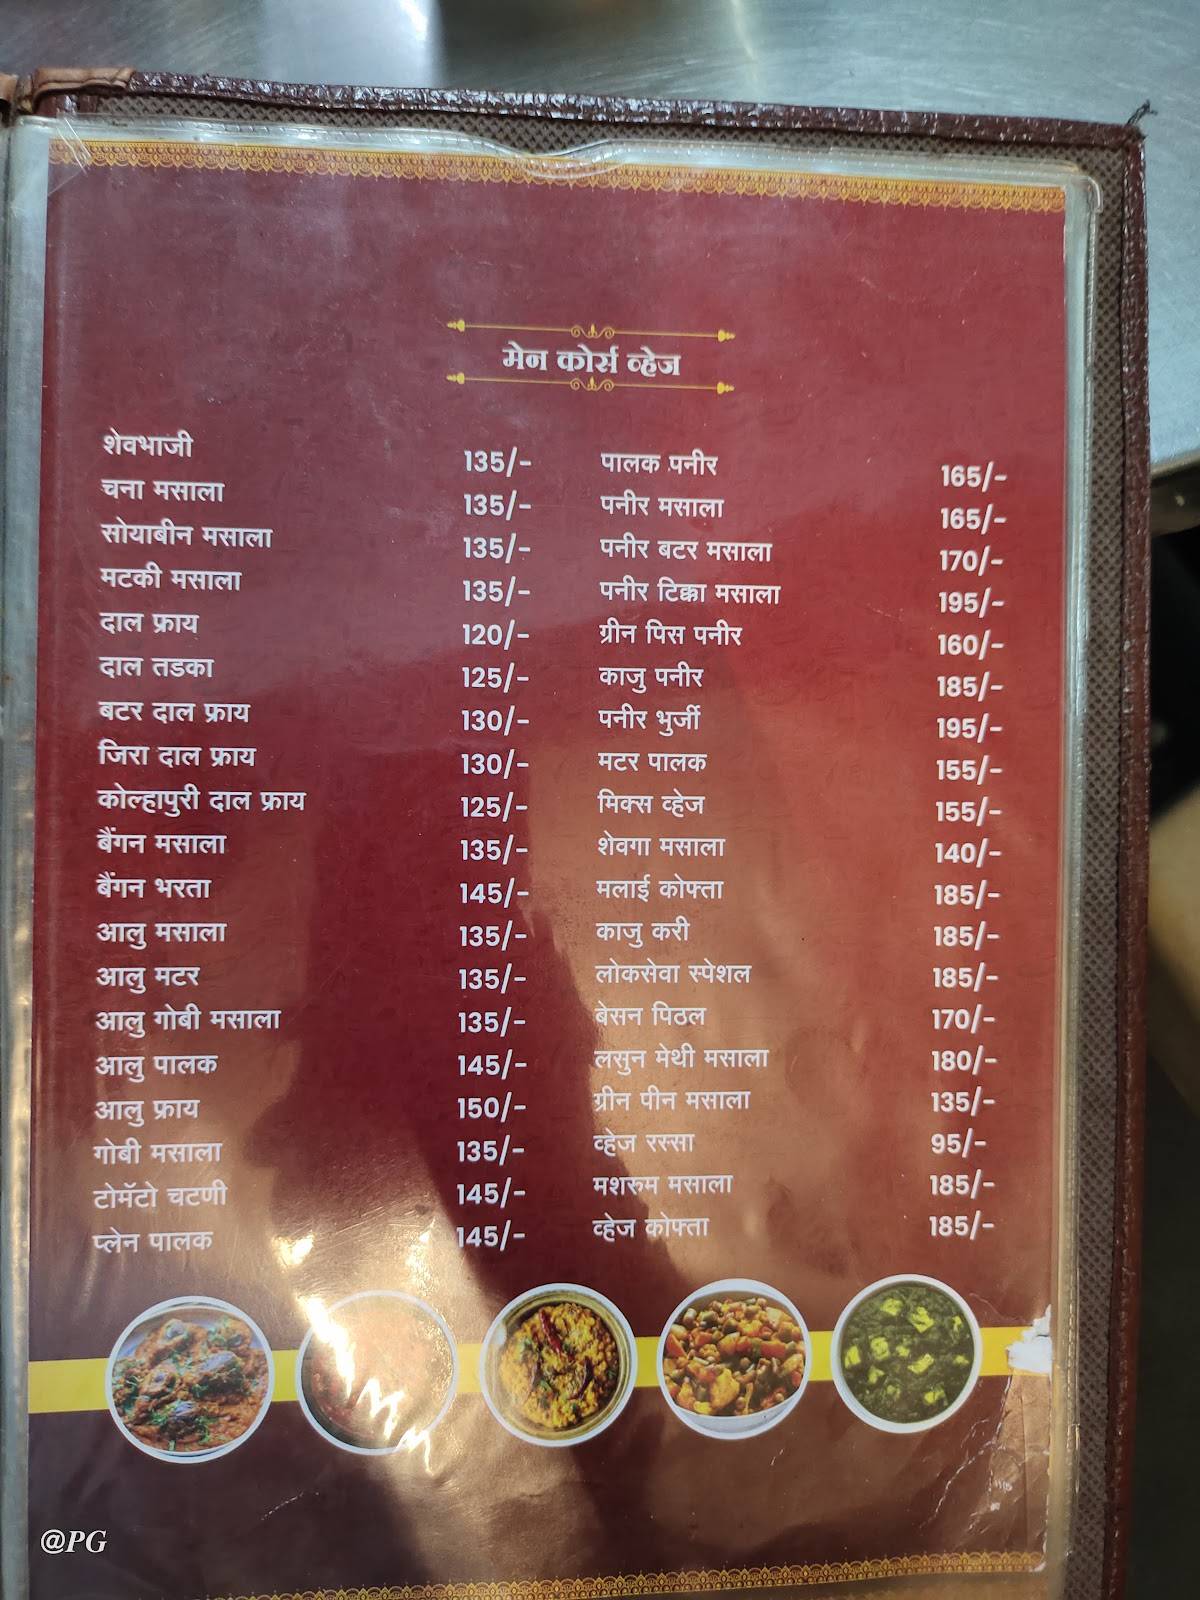 मेन कोर्स व्हेज
शेवभाजी 135/-
चना मसाला 135/-
सोयाबीन मसाला 135/-
मटकी मसाला 135/-
दाल फ्राय 120/-
दाल तडका 125/-
बटर दाल फ्राय 130/-
जिरा दाल फ्राय 130/-
कोल्हापुरी दाल फ्राय 125/-
बैंगन मसाला 135/-
बैंगन भरता 145/-
आलु मसाला 135/-
आलु मटर 135/-
आलु गोबी मसाला 135/-
आलु पालक 145/-
आलु फ्राय 150/-
गोबी मसाला 135/-
टोमॅटो चटणी 145/-
प्लेन पालक 145/-
पालक पनीर 165/-
पनीर मसाला 165/-
पनीर बटर मसाला 170/-
पनीर टिक्का मसाला 195/-
ग्रीन पिस पनीर 160/-
काजु पनीर 185/-
पनीर भुर्जी 195/-
मटर पालक 155/-
मिक्स व्हेज 155/-
शेवगा मसाला 140/-
मलाई कोफ्ता 185/-
काजु करी 185/-
लोकसेवा स्पेशल 185/-
बेसन पिठल 170/-
लसुन मेथी मसाला 180/-
ग्रीन पीन मसाला 135/-
व्हेज रस्सा 95/-
मशरुम मसाला 185/-
व्हेज कोफ्ता 185/-
@PG